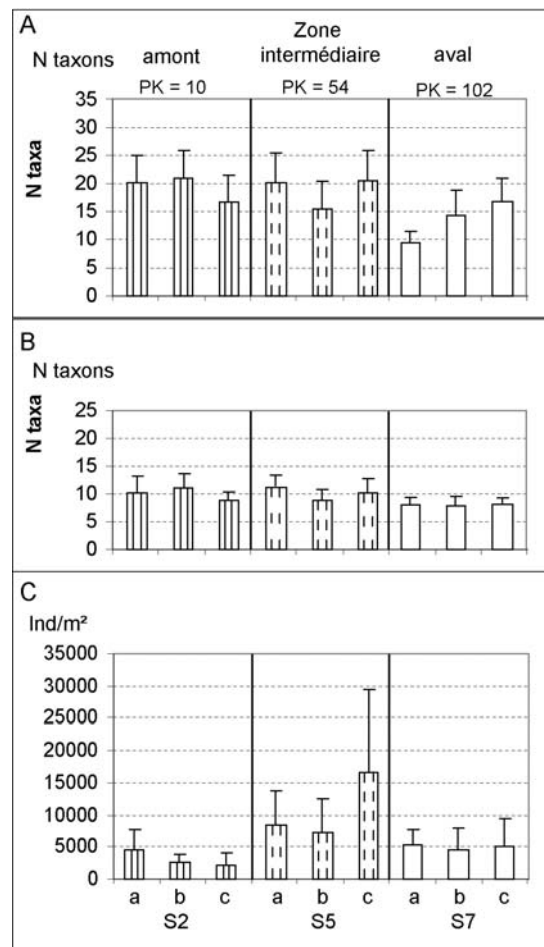 A
Zone
N taxons amont intermédiaire aval
PK = 10 PK = 54 PK = 102
N taxa
35
30
25
20
15
10
5
0
B
N taxons
N taxa
25
20
15
10
5
0
C
Ind/m²
35000
30000
25000
20000
15000
10000
5000
0
a b c a b c a b c
S2 S5 S7